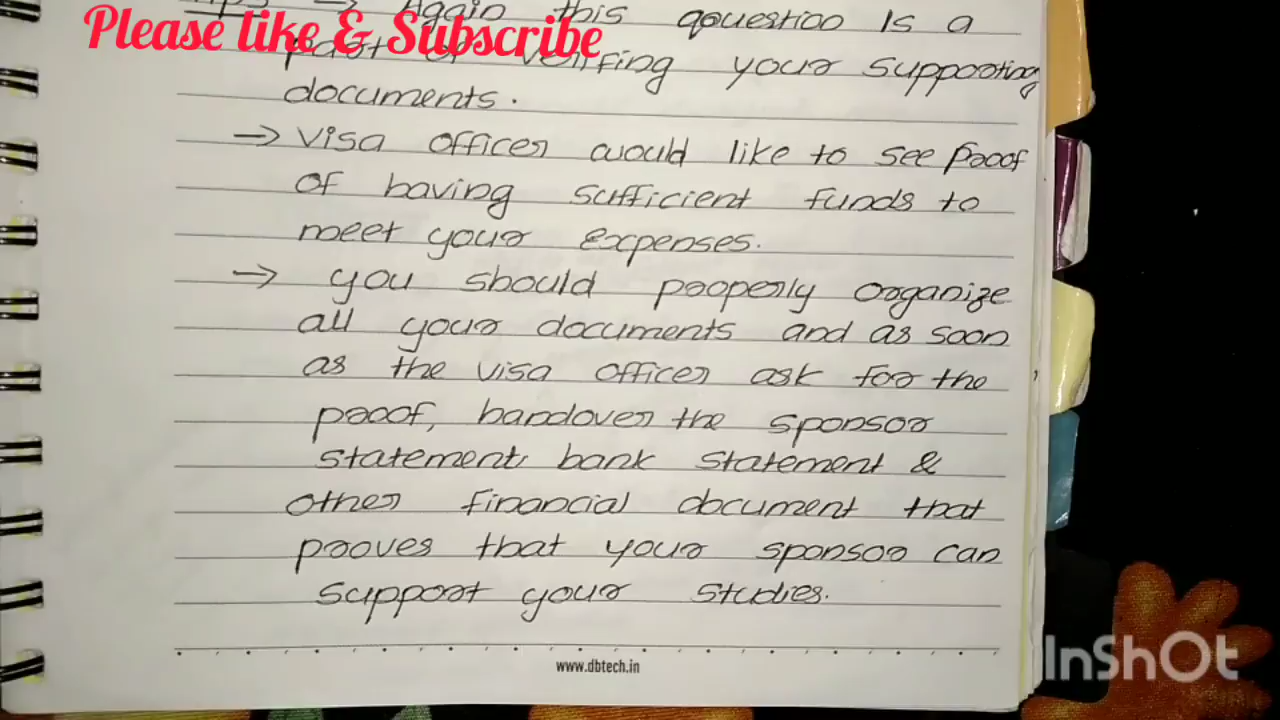 Please like & Subscribe
→ Again this question is a
part of verifing your supporting
documents.
→ Visa officer would like to see Proof
of having sufficient funds to
meet your expenses.
→ you should properly organize
all your documents and as soon
as the visa officer ask for the
proof, handover the sponsor
statement, bank statement &
other financial document that
proves that your sponsor can
support your studies.
www.dbtech.in
InShOt